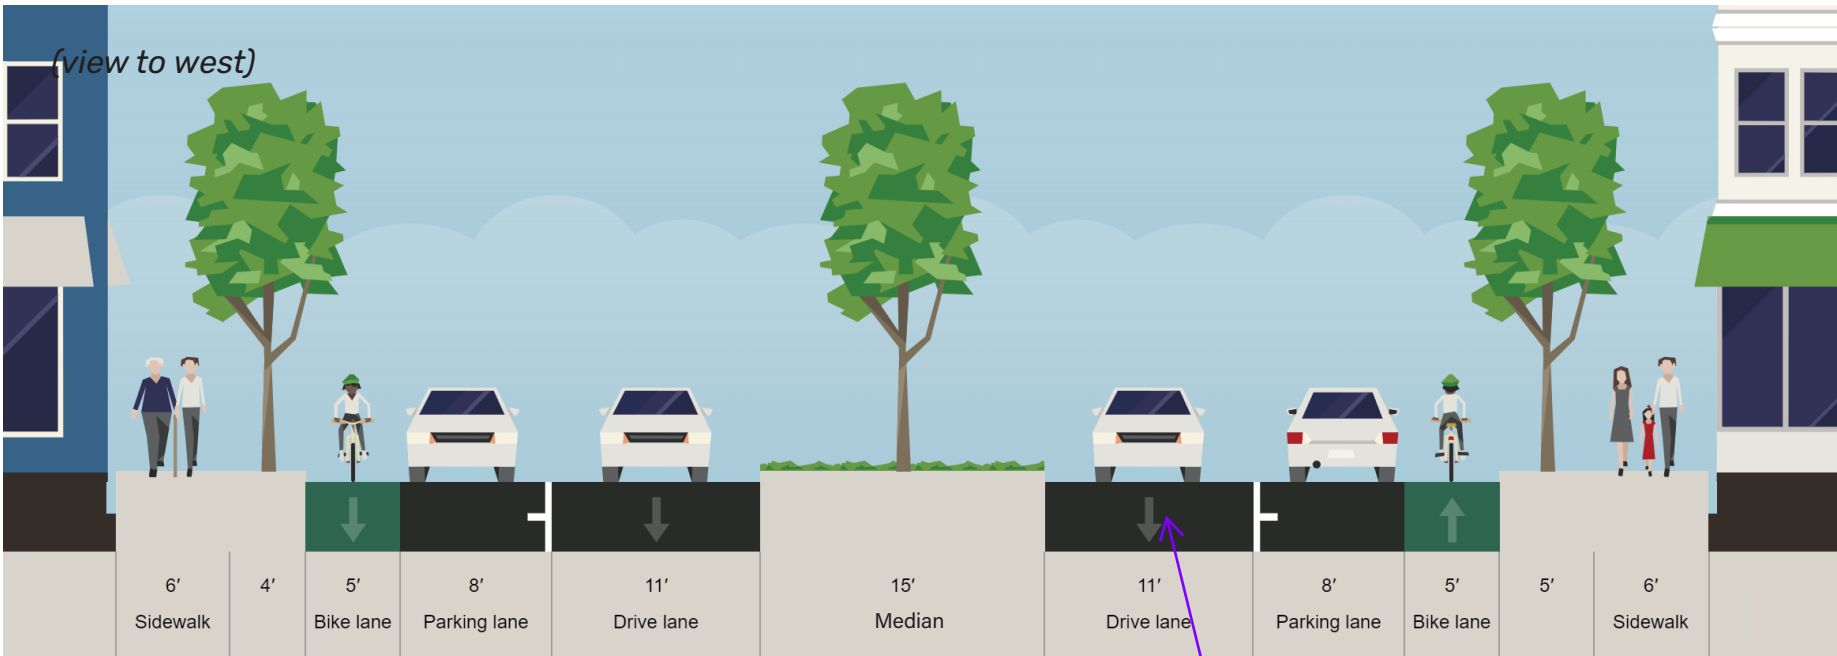 (view to west)
6′ 4′ 5′ 8′ 11′ 15′ 11′ 8′ 5′ 5′ 6′
Sidewalk Bike lane Parking lane Drive lane Median Drive lane Parking lane Bike lane Sidewalk